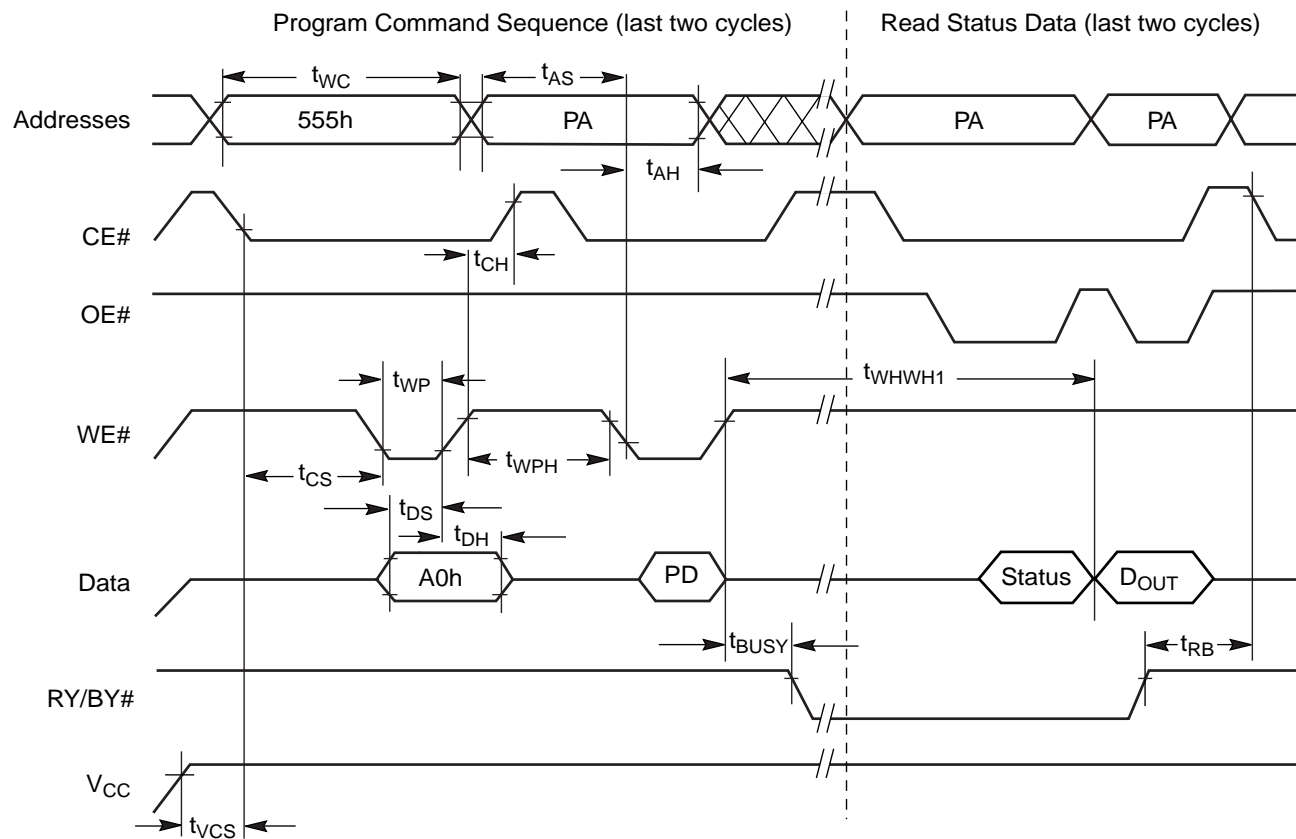 Program Command Sequence (last two cycles) Read Status Data (last two cycles)
tWC tAS
Addresses 555h PA PA PA
tAH
CE#
tCH
OE#
tWP tWHWH1
WE#
tCS tWPH
tDS
tDH
Data A0h PD Status DOUT
tBUSY tRB
RY/BY#
VCC
tVCS